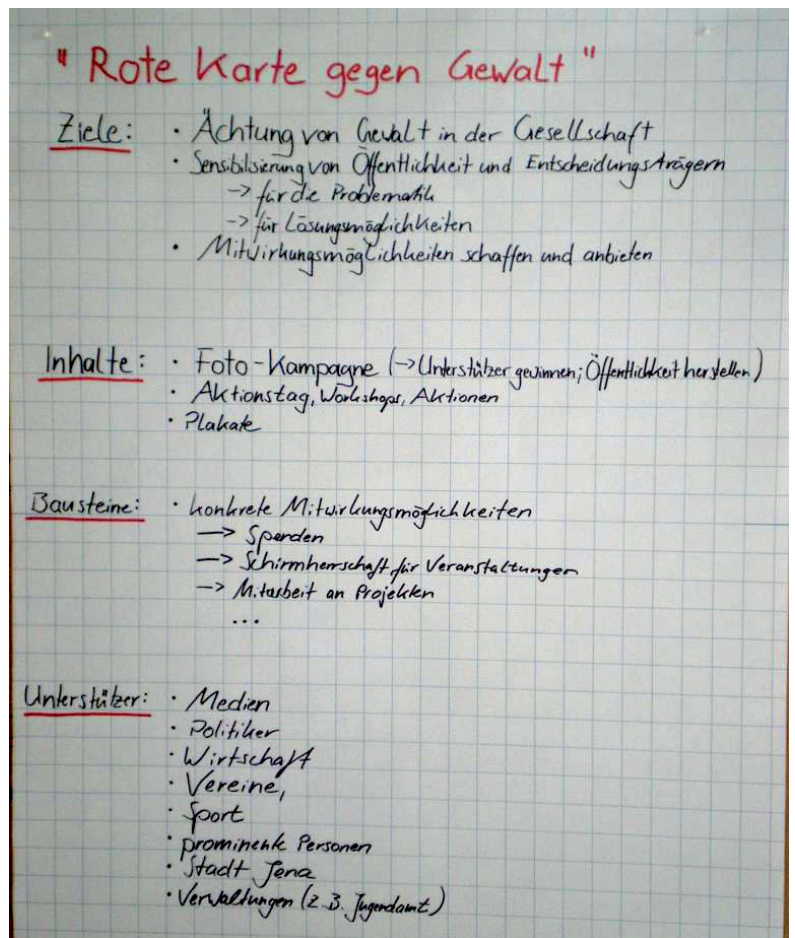 " Rote Karte gegen Gewalt "
Ziele: · Ächtung von Gewalt in der Gesellschaft
· Sensibilisierung von Öffentlichkeit und Entscheidungsträgern
-> für die Problematik
-> für Lösungsmöglichkeiten
· Mitwirkungsmöglichkeiten schaffen und anbieten
Inhalte: · Foto-Kampagne (-> Unterstützer gewinnen; Öffentlichkeit herstellen)
· Aktionstag, Workshops, Aktionen
· Plakate
Bausteine: · konkrete Mitwirkungsmöglichkeiten
-> Spenden
-> Schirmherrschaft für Veranstaltungen
-> Mitarbeit an Projekten
...
Unterstützer: · Medien
· Politiker
· Wirtschaft
· Vereine,
· Sport
· prominente Personen
· Stadt Jena
· Verwaltungen (z.B. Jugendamt)